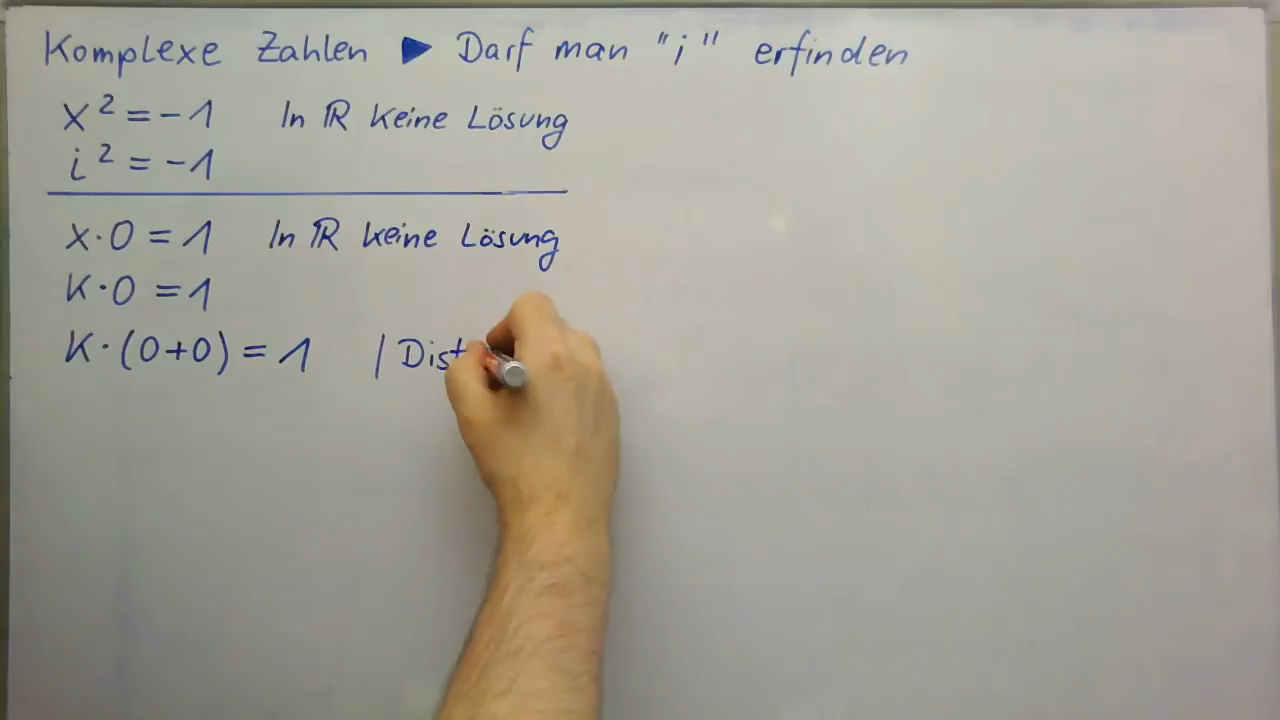 Komplexe Zahlen ▶ Darf man "i" erfinden
x² = -1 In ℝ keine Lösung
i² = -1
x·0 = 1 In ℝ keine Lösung
k·0 = 1
k·(0+0) = 1 | Dist